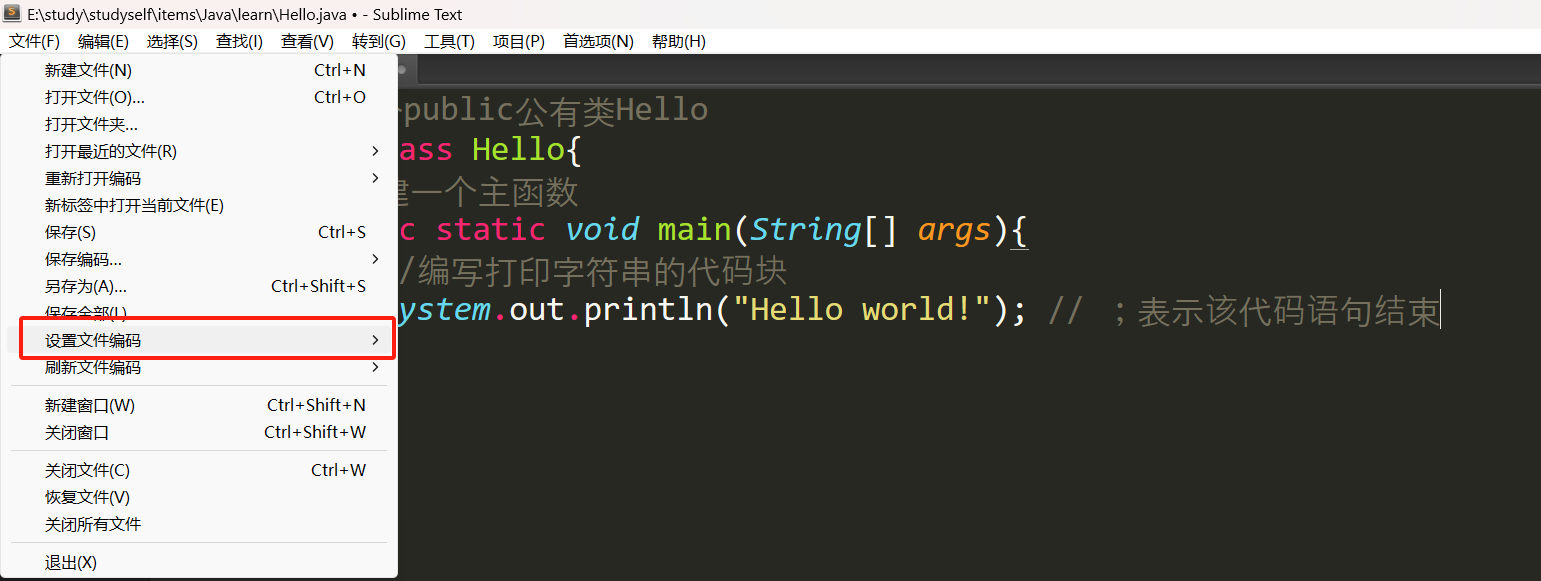 E:\study\studyself\items\Java\learn\Hello.java • - Sublime Text
文件(F) 编辑(E) 选择(S) 查找(I) 查看(V) 转到(G) 工具(T) 项目(P) 首选项(N) 帮助(H)
新建文件(N) Ctrl+N
打开文件(O)... Ctrl+O
打开文件夹...
打开最近的文件(R)
重新打开编码
新标签中打开当前文件(E)
保存(S) Ctrl+S
保存编码...
另存为(A)... Ctrl+Shift+S
保存全部(L)
设置文件编码
刷新文件编码
新建窗口(W) Ctrl+Shift+N
关闭窗口 Ctrl+Shift+W
关闭文件(C) Ctrl+W
恢复文件(V)
关闭所有文件
退出(X)
public公有类Hello
ass Hello{
建一个主函数
c static void main(String[] args){
/编写打印字符串的代码块
ystem.out.println("Hello world!"); // ；表示该代码语句结束